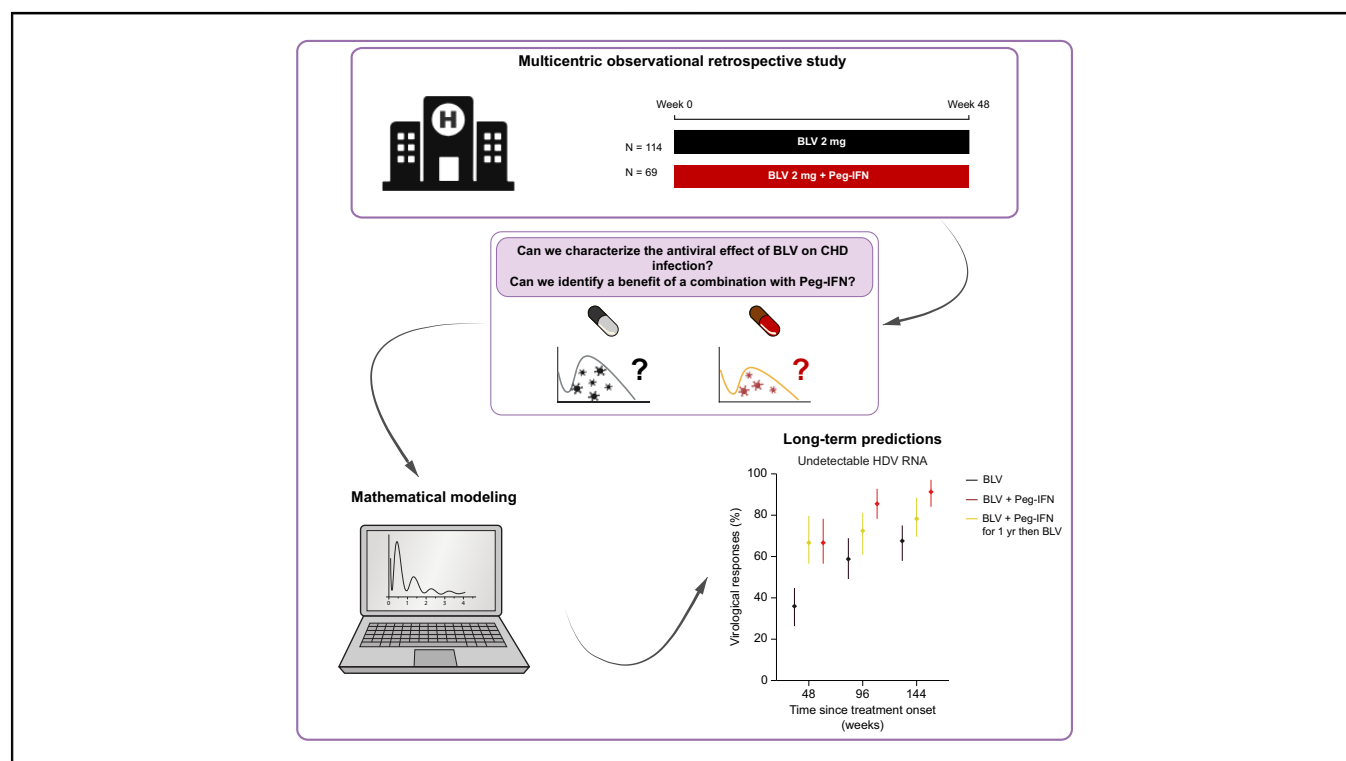 Multicentric observational retrospective study
H
Week 0
Week 48
N = 114
BLV 2 mg
N = 69
BLV 2 mg + Peg-IFN
Can we characterize the antiviral effect of BLV on CHD
infection?
Can we identify a benefit of a combination with Peg-IFN?
?
?
Mathematical modeling
0 1 2 3 4
Long-term predictions
Undetectable HDV RNA
Virological responses (%)
100
80
60
40
20
0
48 96 144
Time since treatment onset
(weeks)
BLV
BLV + Peg-IFN
BLV + Peg-IFN
for 1 yr then BLV